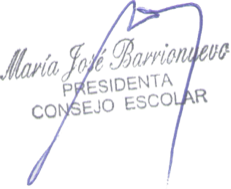 María José Barrionuevo
PRESIDENTA
CONSEJO ESCOLAR